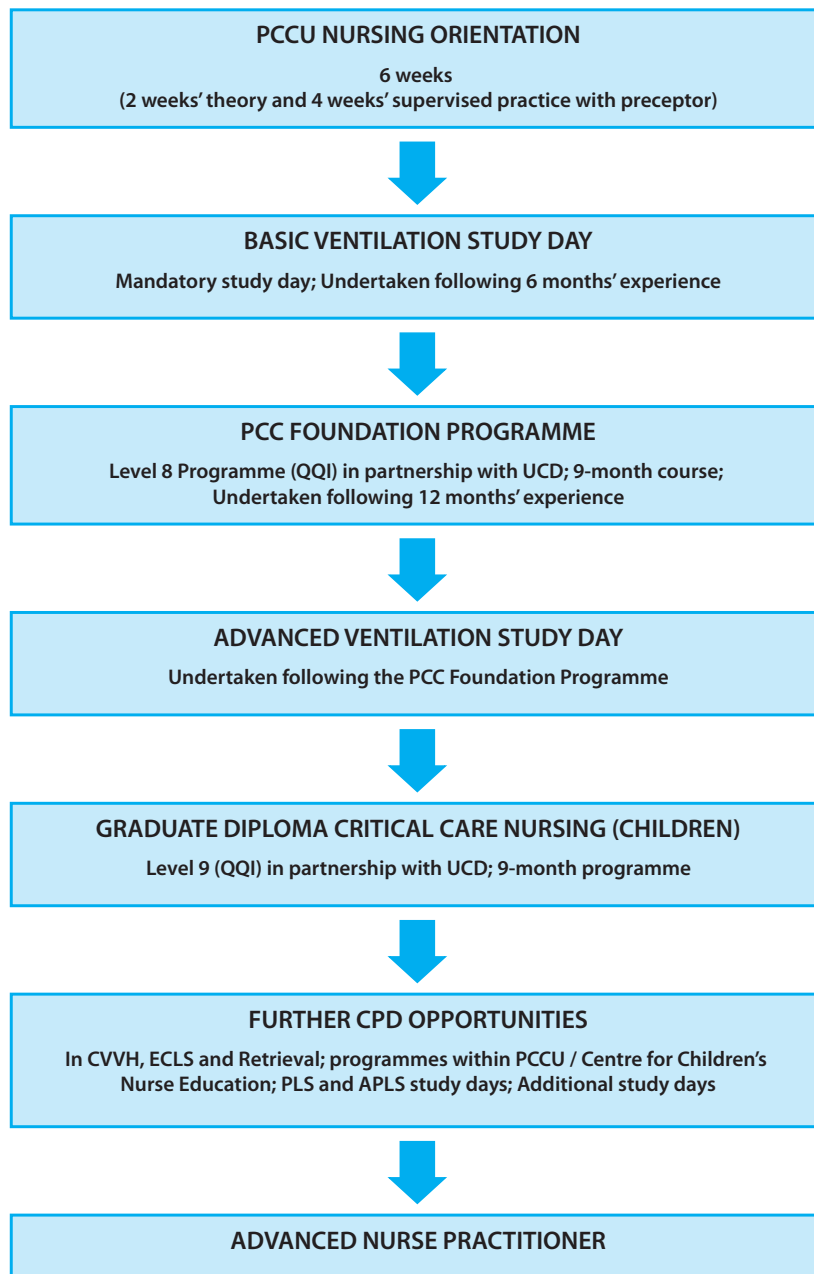 PCCU NURSING ORIENTATION
6 weeks
(2 weeks’ theory and 4 weeks’ supervised practice with preceptor)
BASIC VENTILATION STUDY DAY
Mandatory study day; Undertaken following 6 months’ experience
PCC FOUNDATION PROGRAMME
Level 8 Programme (QQI) in partnership with UCD; 9-month course;
Undertaken following 12 months’ experience
ADVANCED VENTILATION STUDY DAY
Undertaken following the PCC Foundation Programme
GRADUATE DIPLOMA CRITICAL CARE NURSING (CHILDREN)
Level 9 (QQI) in partnership with UCD; 9-month programme
FURTHER CPD OPPORTUNITIES
In CVVH, ECLS and Retrieval; programmes within PCCU / Centre for Children’s
Nurse Education; PLS and APLS study days; Additional study days
ADVANCED NURSE PRACTITIONER